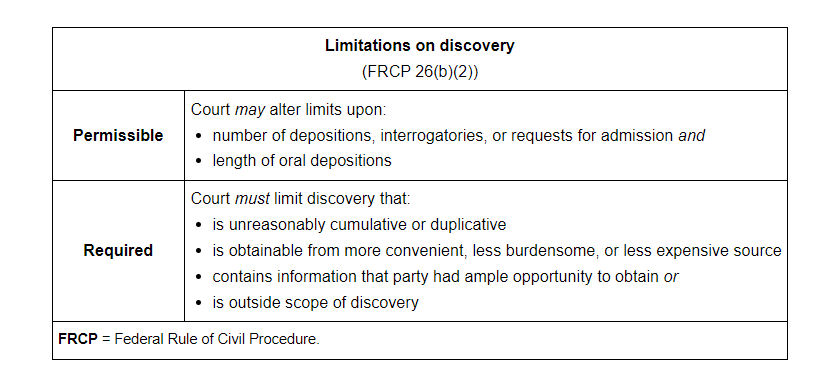 Limitations on discovery
(FRCP 26(b)(2))
Permissible
Court may alter limits upon:
• number of depositions, interrogatories, or requests for admission and
• length of oral depositions
Required
Court must limit discovery that:
• is unreasonably cumulative or duplicative
• is obtainable from more convenient, less burdensome, or less expensive source
• contains information that party had ample opportunity to obtain or
• is outside scope of discovery
FRCP = Federal Rule of Civil Procedure.